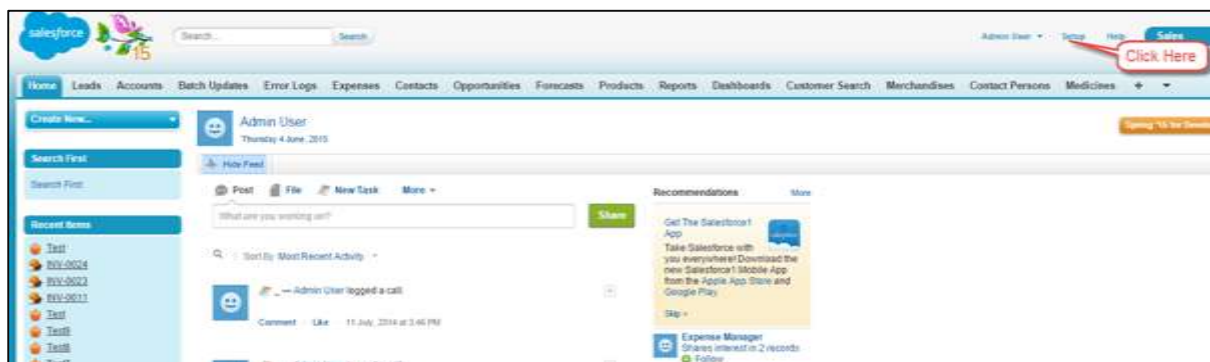 salesforce
15
Search...
Search
Admin User
Setup
Help
Sales
Click Here
Home Leads Accounts Batch Updates Error Logs Expenses Contacts Opportunities Forecasts Products Reports Dashboards Customer Search Merchandises Contact Persons Medicines +
Create New...
Admin User
Thursday 4 June, 2015
Spring '15 for
Search First
Search First
Hide Feed
Post File New Task More
What are you working on?
Share
Sort By Most Recent Activity
Recommendations More
Get The Salesforce1
App
salesforce
Take Salesforce with
you everywhere! Download the
new Salesforce1 Mobile App
from the Apple App Store and
Google Play.
Skip »
Recent Items
Test
INV-0024
INV-0023
INV-0011
Test
Test8
Test8
Admin User logged a call.
Comment · Like · 11 July, 2014 at 3:46 PM
Expense Manager
Shares interest in 2 records
Follow